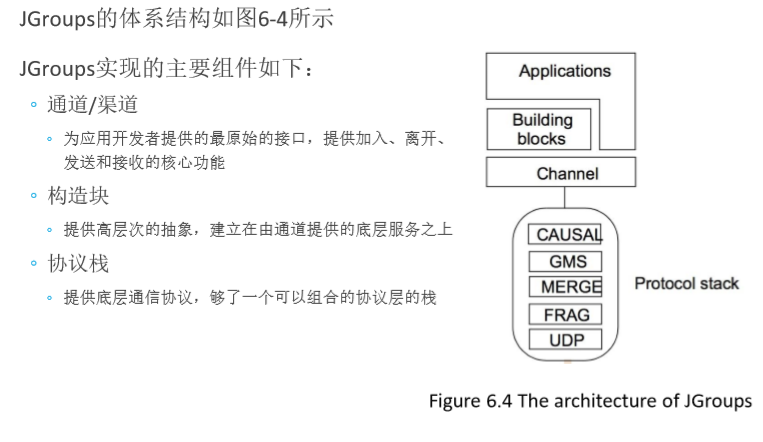 JGroups的体系结构如图6-4所示
JGroups实现的主要组件如下：
通道/渠道
为应用开发者提供的最原始的接口，提供加入、离开、
发送和接收的核心功能
构造块
提供高层次的抽象，建立在由通道提供的底层服务之上
协议栈
提供底层通信协议，够了一个可以组合的协议层的栈
Applications
Building
blocks
Channel
CAUSAL
GMS
MERGE
FRAG
UDP
Protocol stack
Figure 6.4 The architecture of JGroups